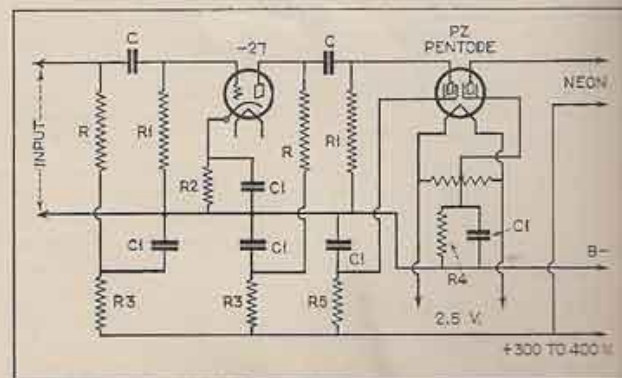 C
-27
C
PZ
PENTODE
NEON
INPUT
R
R1
R
R1
R2
C1
C1
C1
C1
C1
R4
B-
R3
R3
R5
2.5 V.
+300 TO 400 V.